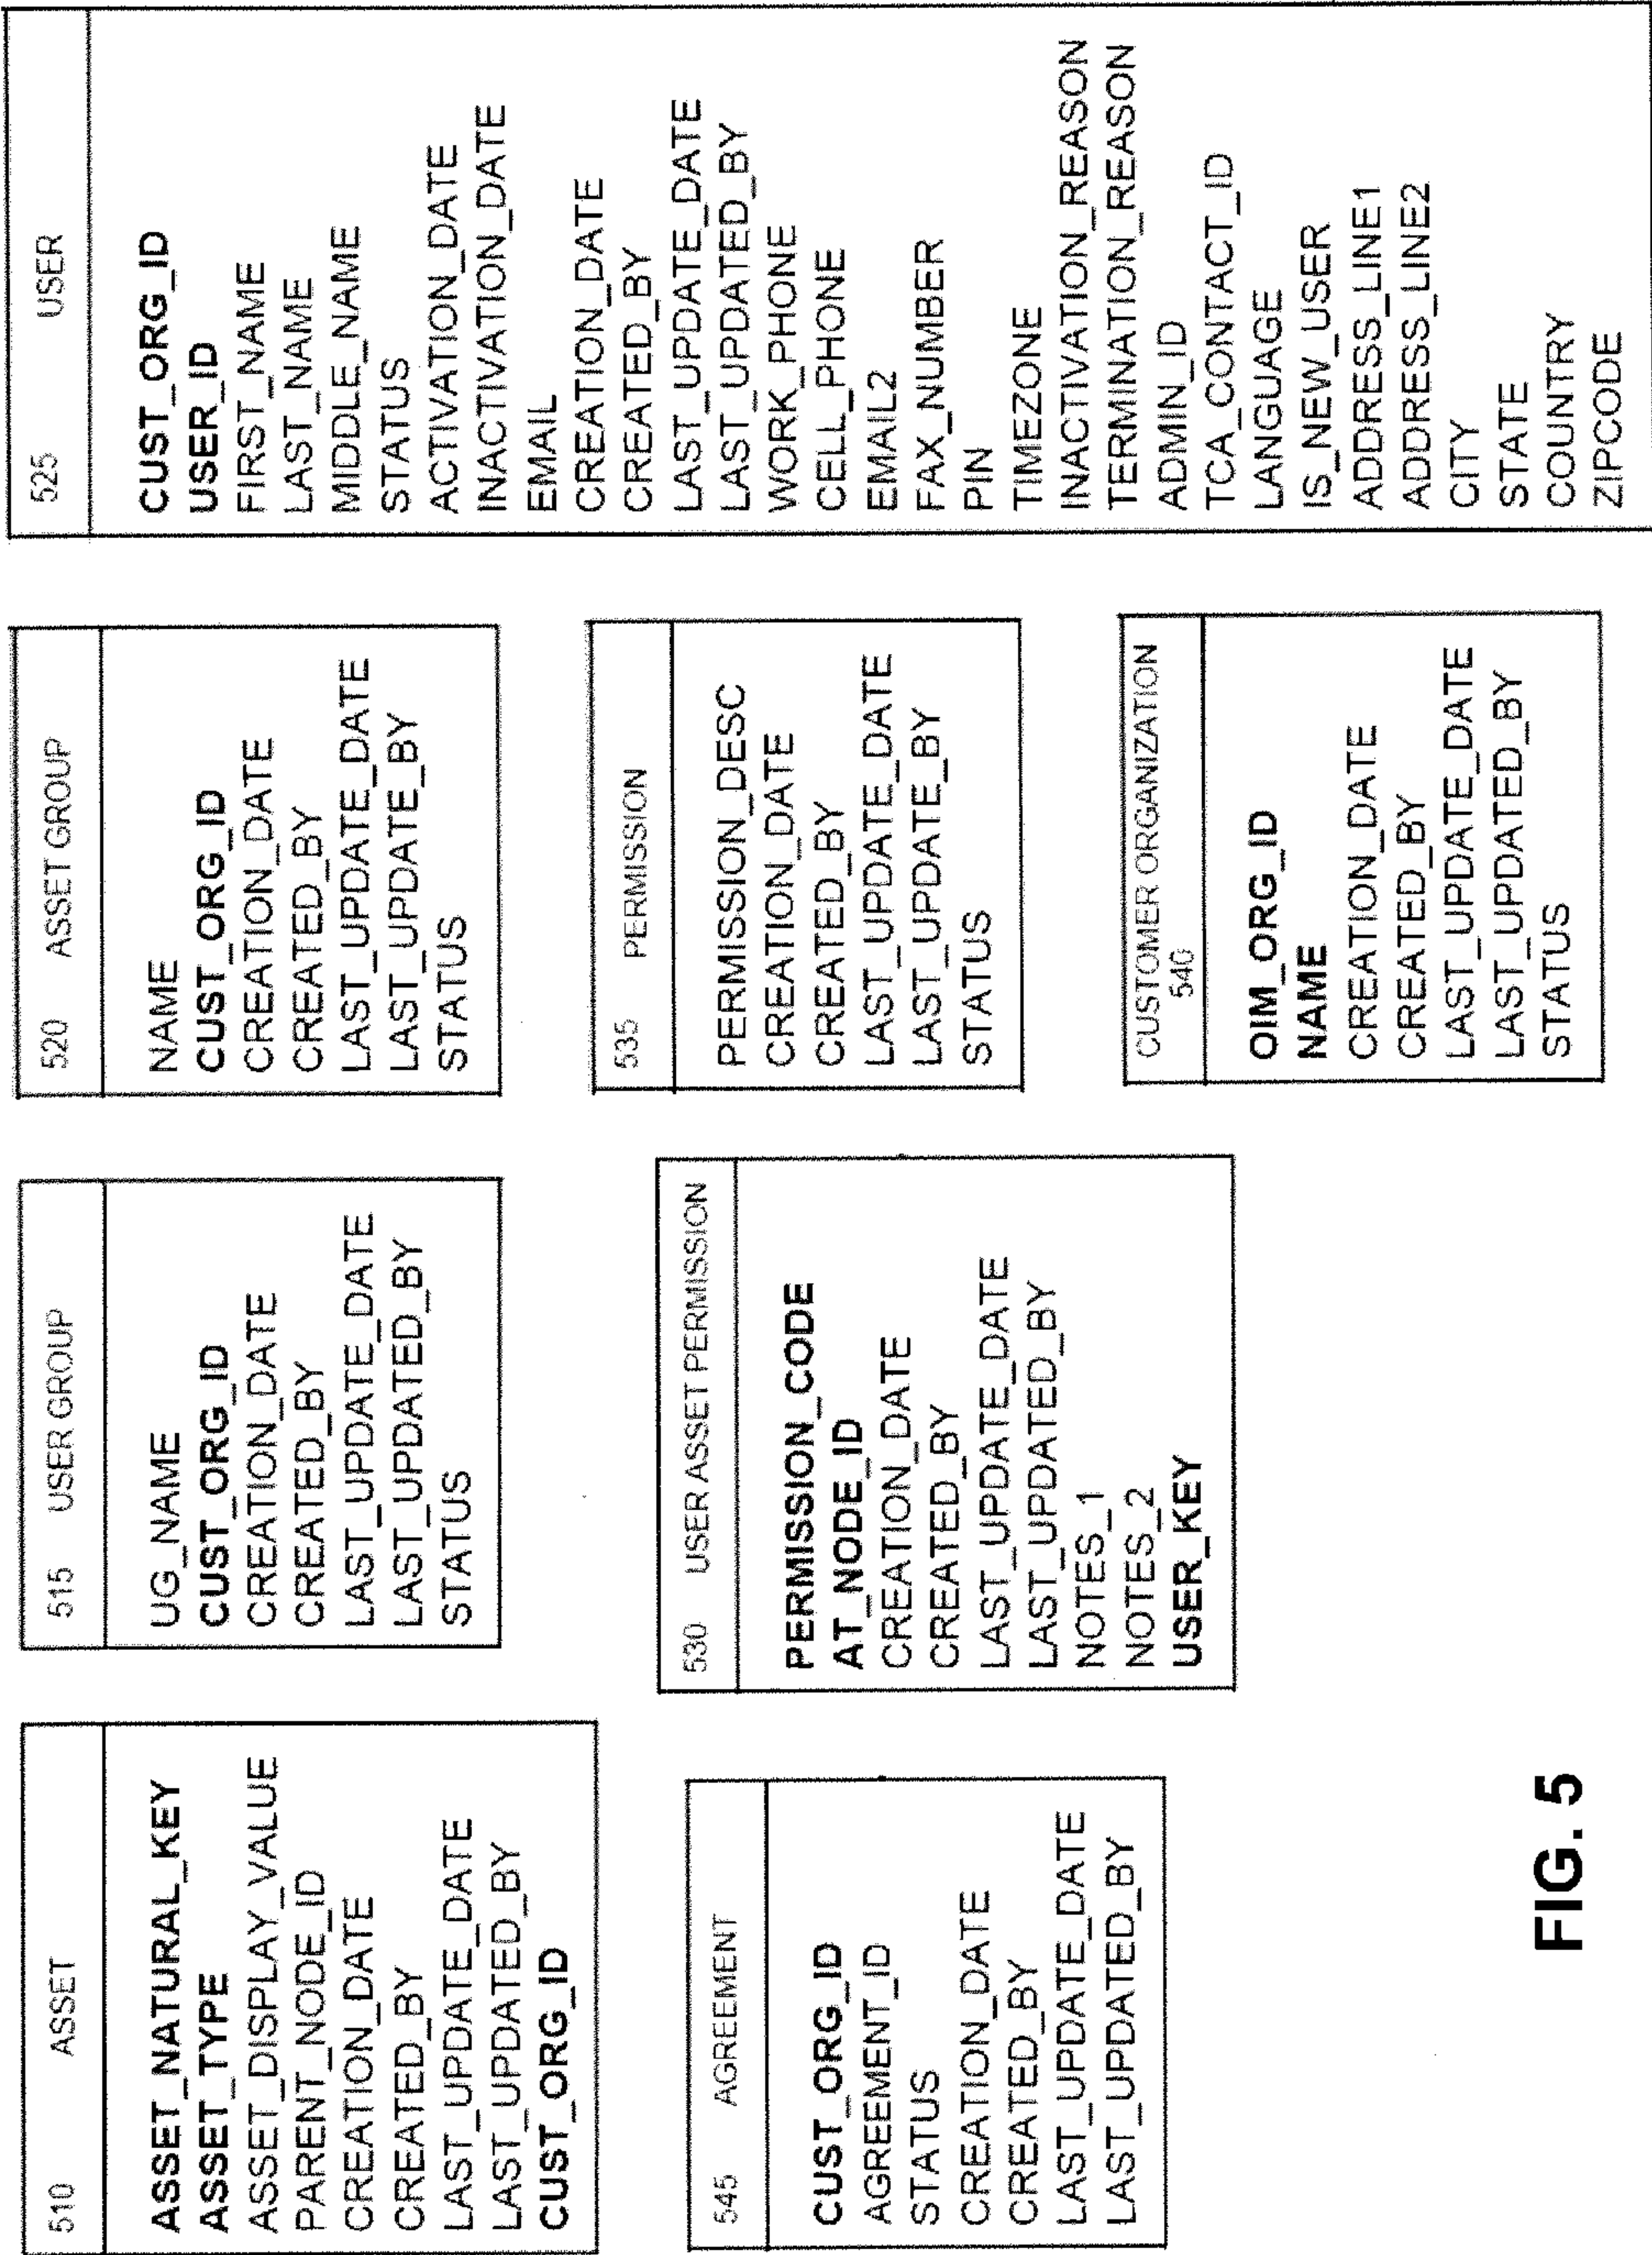 510 ASSET
ASSET_NATURAL_KEY
ASSET_TYPE
ASSET_DISPLAY_VALUE
PARENT_NODE_ID
CREATION_DATE
CREATED_BY
LAST_UPDATE_DATE
LAST_UPDATED_BY
CUST_ORG_ID
515 USER GROUP
UG_NAME
CUST_ORG_ID
CREATION_DATE
CREATED_BY
LAST_UPDATE_DATE
LAST_UPDATED_BY
STATUS
520 ASSET GROUP
NAME
CUST_ORG_ID
CREATION_DATE
CREATED_BY
LAST_UPDATE_DATE
LAST_UPDATE_BY
STATUS
525 USER
CUST_ORG_ID
USER_ID
FIRST_NAME
LAST_NAME
MIDDLE_NAME
STATUS
ACTIVATION_DATE
INACTIVATION_DATE
EMAIL
CREATION_DATE
CREATED_BY
LAST_UPDATE_DATE
LAST_UPDATED_BY
WORK_PHONE
CELL_PHONE
EMAIL2
FAX_NUMBER
PIN
TIMEZONE
INACTIVATION_REASON
TERMINATION_REASON
ADMIN_ID
TCA_CONTACT_ID
LANGUAGE
IS_NEW_USER
ADDRESS_LINE1
ADDRESS_LINE2
CITY
STATE
COUNTRY
ZIPCODE
545 AGREEMENT
CUST_ORG_ID
AGREEMENT_ID
STATUS
CREATION_DATE
CREATED_BY
LAST_UPDATE_DATE
LAST_UPDATED_BY
530 USER ASSET PERMISSION
PERMISSION_CODE
AT_NODE_ID
CREATION_DATE
CREATED_BY
LAST_UPDATE_DATE
LAST_UPDATED_BY
NOTES_1
NOTES_2
USER_KEY
535 PERMISSION
PERMISSION_DESC
CREATION_DATE
CREATED_BY
LAST_UPDATE_DATE
LAST_UPDATE_BY
STATUS
CUSTOMER ORGANIZATION
540
OIM_ORG_ID
NAME
CREATION_DATE
CREATED_BY
LAST_UPDATE_DATE
LAST_UPDATED_BY
STATUS
FIG. 5